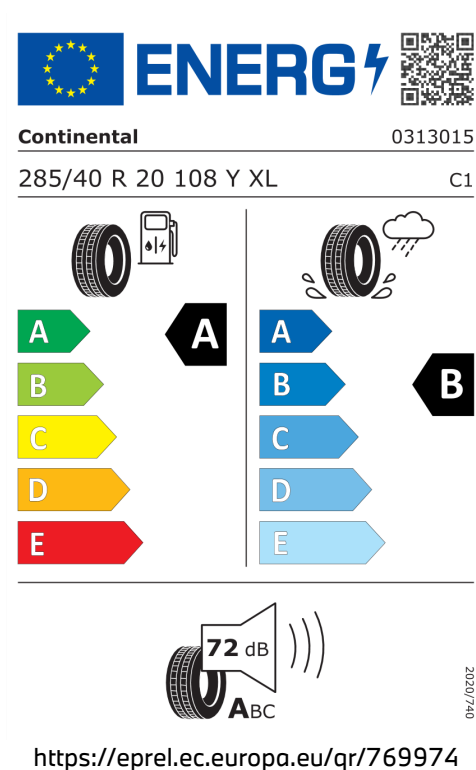 ENERG
Continental
0313015
285/40 R 20 108 Y XL
C1
A
B
C
D
E
A
A
B
C
D
E
B
72 dB
ABC
2020/740
https://eprel.ec.europa.eu/qr/769974